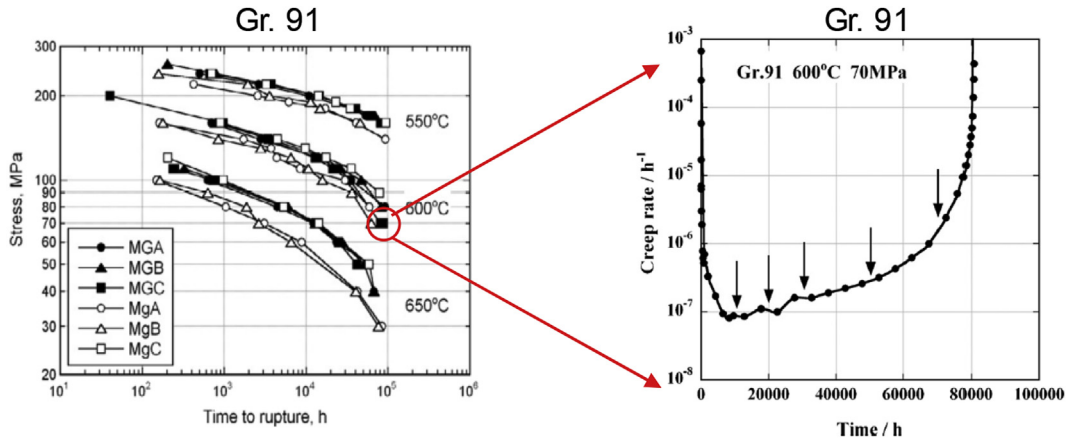 Gr. 91
300
200
100
90
80
70
60
50
40
30
20
Stress, MPa
550°C
600°C
650°C
MGA
MGB
MGC
MgA
MgB
MgC
10¹ 10² 10³ 10⁴ 10⁵ 10⁶
Time to rupture, h
Gr. 91
Gr.91 600°C 70MPa
10⁻³
10⁻⁴
10⁻⁵
10⁻⁶
10⁻⁷
10⁻⁸
Creep rate / h⁻¹
0 20000 40000 60000 80000 100000
Time / h